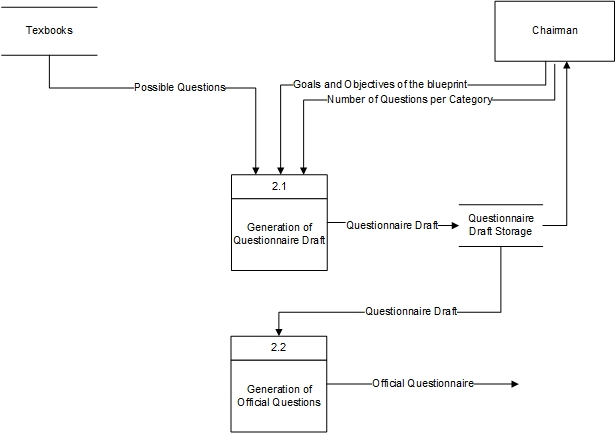 Texbooks
Chairman
Possible Questions
Goals and Objectives of the blueprint
Number of Questions per Category
2.1
Generation of
Questionnaire Draft
Questionnaire Draft
Questionnaire
Draft Storage
Questionnaire Draft
2.2
Generation of
Official Questions
Official Questionnaire